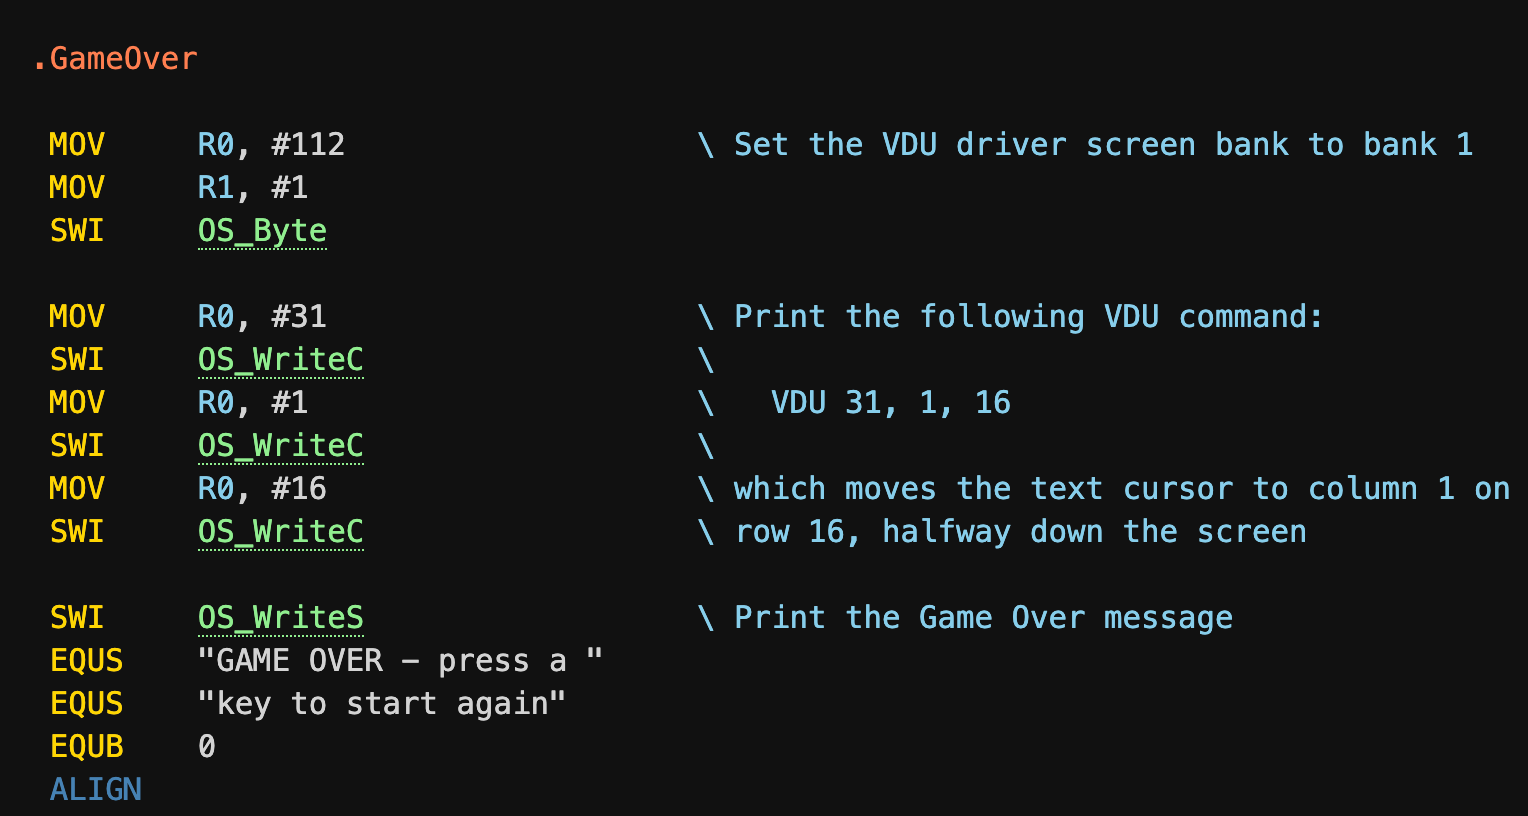 .GameOver
MOV R0, #112 \ Set the VDU driver screen bank to bank 1
MOV R1, #1
SWI OS_Byte
MOV R0, #31 \ Print the following VDU command:
SWI OS_WriteC \
MOV R0, #1 \ VDU 31, 1, 16
SWI OS_WriteC \
MOV R0, #16 \ which moves the text cursor to column 1 on
SWI OS_WriteC \ row 16, halfway down the screen
SWI OS_WriteS \ Print the Game Over message
EQUS "GAME OVER - press a "
EQUS "key to start again"
EQUB 0
ALIGN